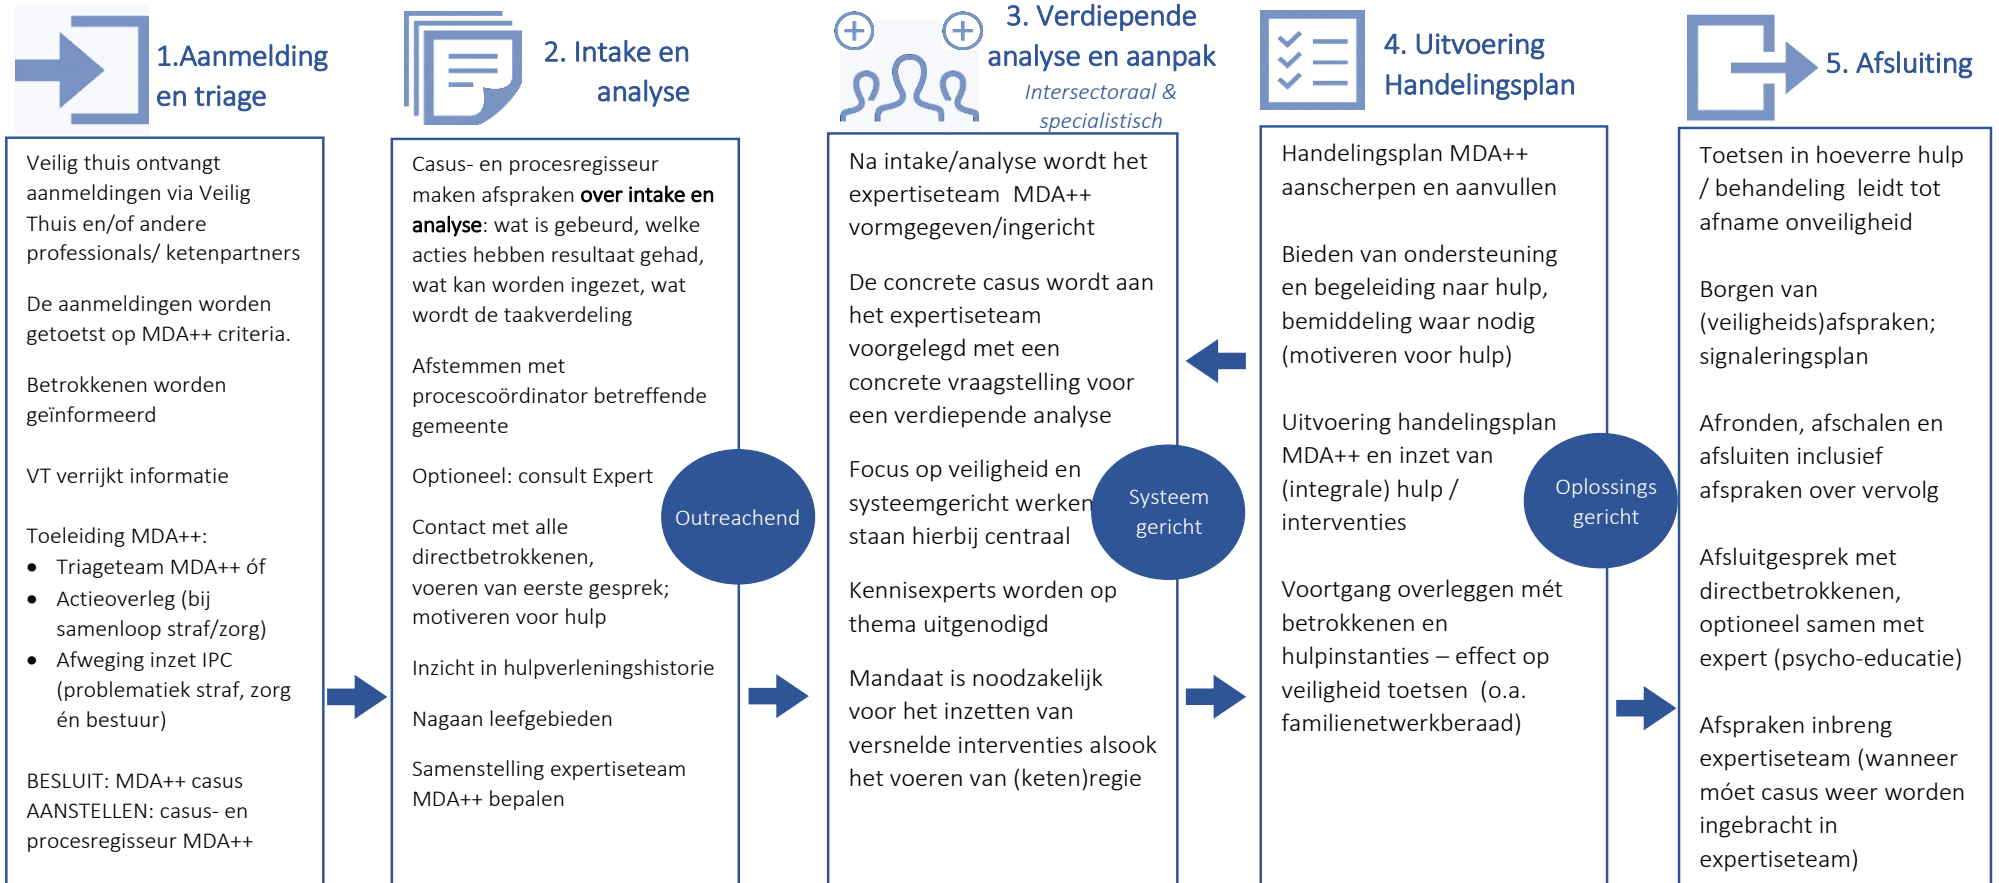 1.Aanmelding
en triage
Veilig thuis ontvangt
aanmeldingen via Veilig
Thuis en/of andere
professionals/ ketenpartners
De aanmeldingen worden
getoetst op MDA++ criteria.
Betrokkenen worden
geïnformeerd
VT verrijkt informatie
Toeleiding MDA++:
• Triageteam MDA++ óf
• Actieoverleg (bij
samenloop straf/zorg)
• Afweging inzet IPC
(problematiek straf, zorg
én bestuur)
BESLUIT: MDA++ casus
AANSTELLEN: casus- en
procesregisseur MDA++
2. Intake en
analyse
Casus- en procesregisseur
maken afspraken over intake en
analyse: wat is gebeurd, welke
acties hebben resultaat gehad,
wat kan worden ingezet, wat
wordt de taakverdeling
Afstemmen met
procescoördinator betreffende
gemeente
Optioneel: consult Expert
Contact met alle
directbetrokkenen,
voeren van eerste gesprek;
motiveren voor hulp
Inzicht in hulpverleningshistorie
Nagaan leefgebieden
Samenstelling expertiseteam
MDA++ bepalen
Outreachend
3. Verdiepende
analyse en aanpak
Intersectoraal &
specialistisch
Na intake/analyse wordt het
expertiseteam MDA++
vormgegeven/ingericht
De concrete casus wordt aan
het expertiseteam
voorgelegd met een
concrete vraagstelling voor
een verdiepende analyse
Focus op veiligheid en
systeemgericht werken
staan hierbij centraal
Kennisexperts worden op
thema uitgenodigd
Mandaat is noodzakelijk
voor het inzetten van
versnelde interventies alsook
het voeren van (keten)regie
Systeem
gericht
4. Uitvoering
Handelingsplan
Handelingsplan MDA++
aanscherpen en aanvullen
Bieden van ondersteuning
en begeleiding naar hulp,
bemiddeling waar nodig
(motiveren voor hulp)
Uitvoering handelingsplan
MDA++ en inzet van
(integrale) hulp /
interventies
Voortgang overleggen mét
betrokkenen en
hulpinstanties – effect op
veiligheid toetsen (o.a.
familienetwerkberaad)
Oplossings
gericht
5. Afsluiting
Toetsen in hoeverre hulp
/ behandeling leidt tot
afname onveiligheid
Borgen van
(veiligheids)afspraken;
signaleringsplan
Afronden, afschalen en
afsluiten inclusief
afspraken over vervolg
Afsluitgesprek met
directbetrokkenen,
optioneel samen met
expert (psycho-educatie)
Afspraken inbreng
expertiseteam (wanneer
móet casus weer worden
ingebracht in
expertiseteam)